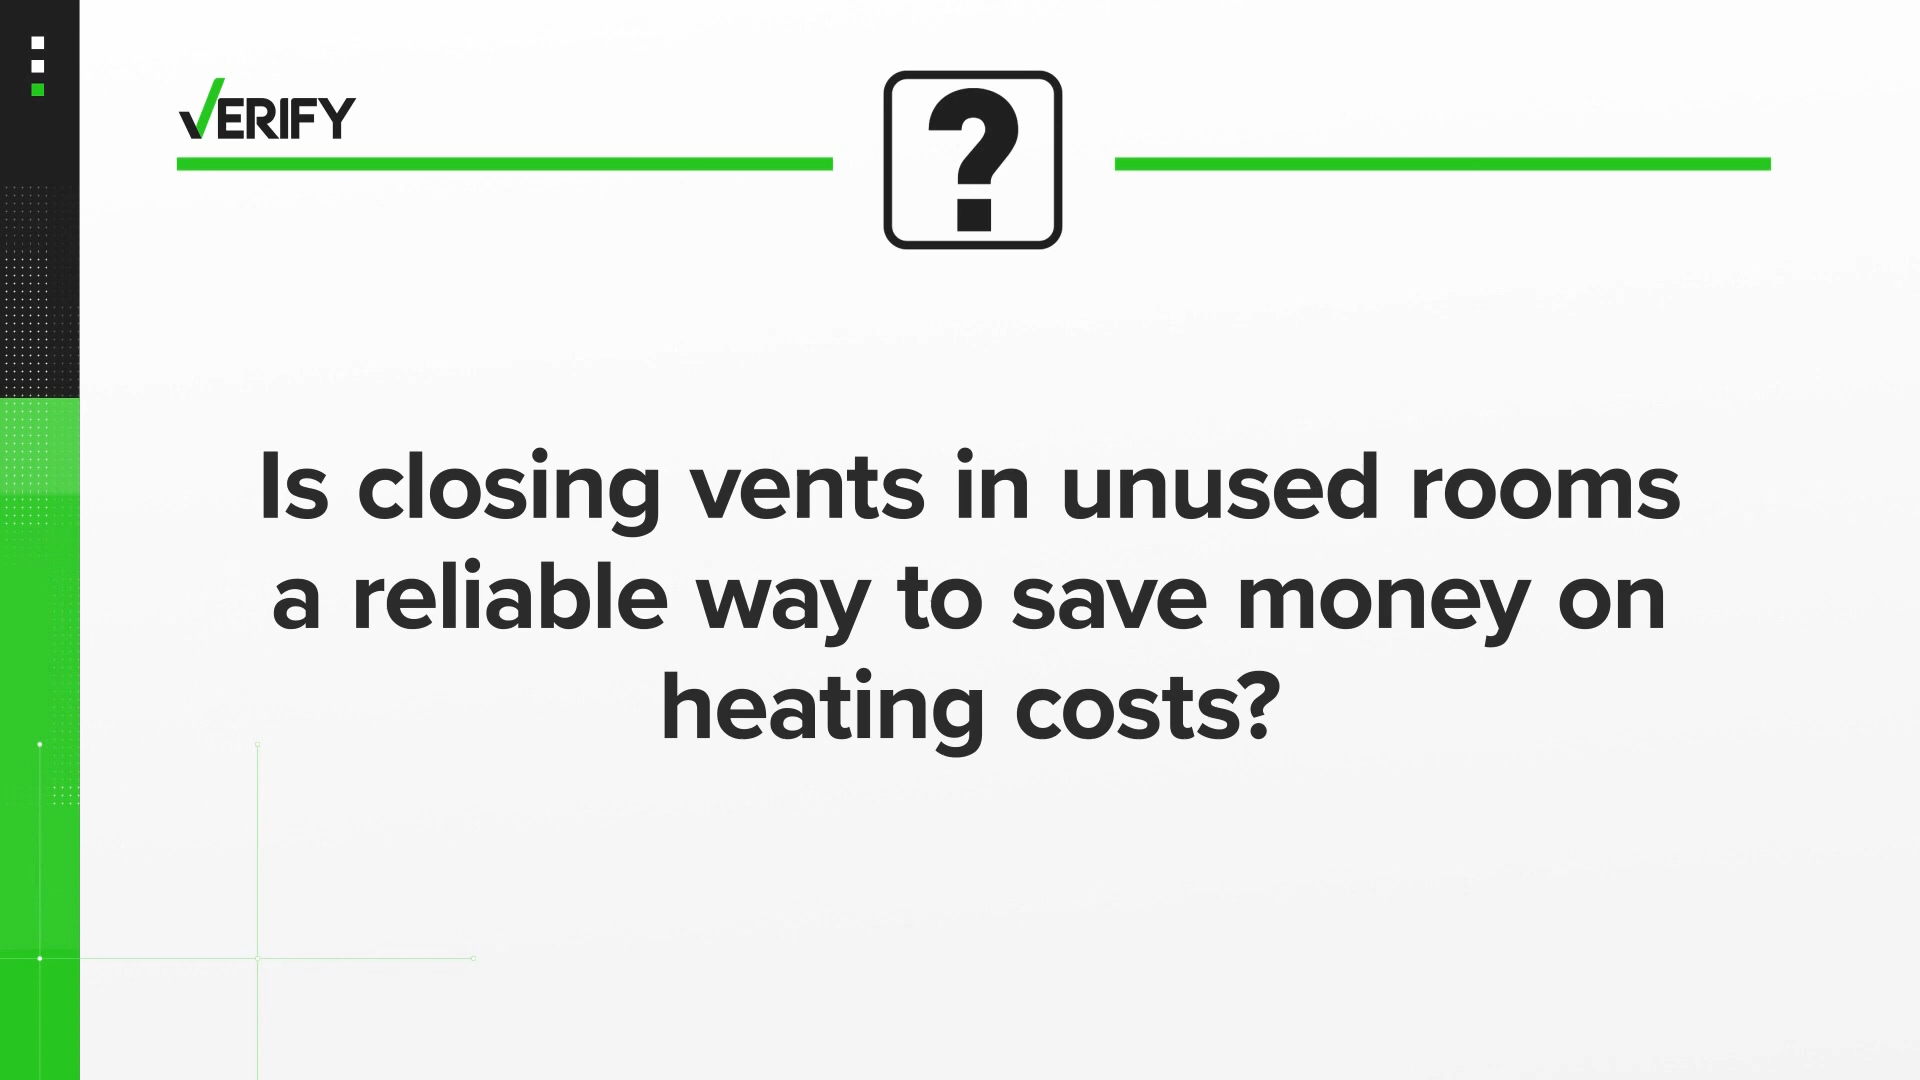 VERIFY
?
Is closing vents in unused rooms
a reliable way to save money on
heating costs?